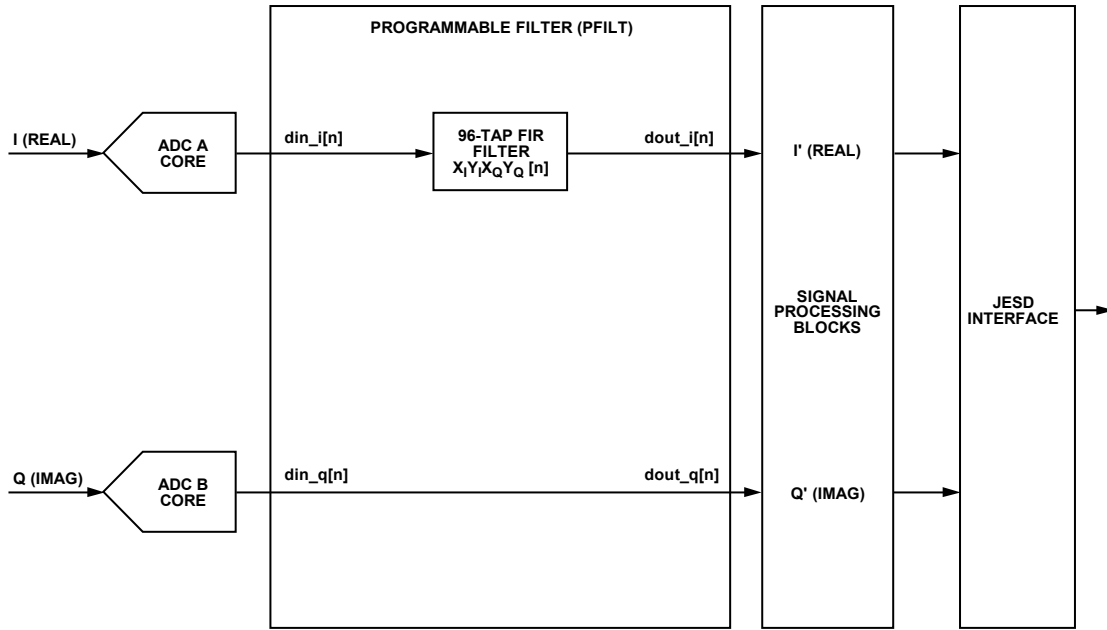 PROGRAMMABLE FILTER (PFILT)
I (REAL)
ADC A
CORE
din_i[n]
96-TAP FIR
FILTER
XIYIXQYQ [n]
dout_i[n]
I' (REAL)
SIGNAL
PROCESSING
BLOCKS
JESD
INTERFACE
Q (IMAG)
ADC B
CORE
din_q[n]
dout_q[n]
Q' (IMAG)